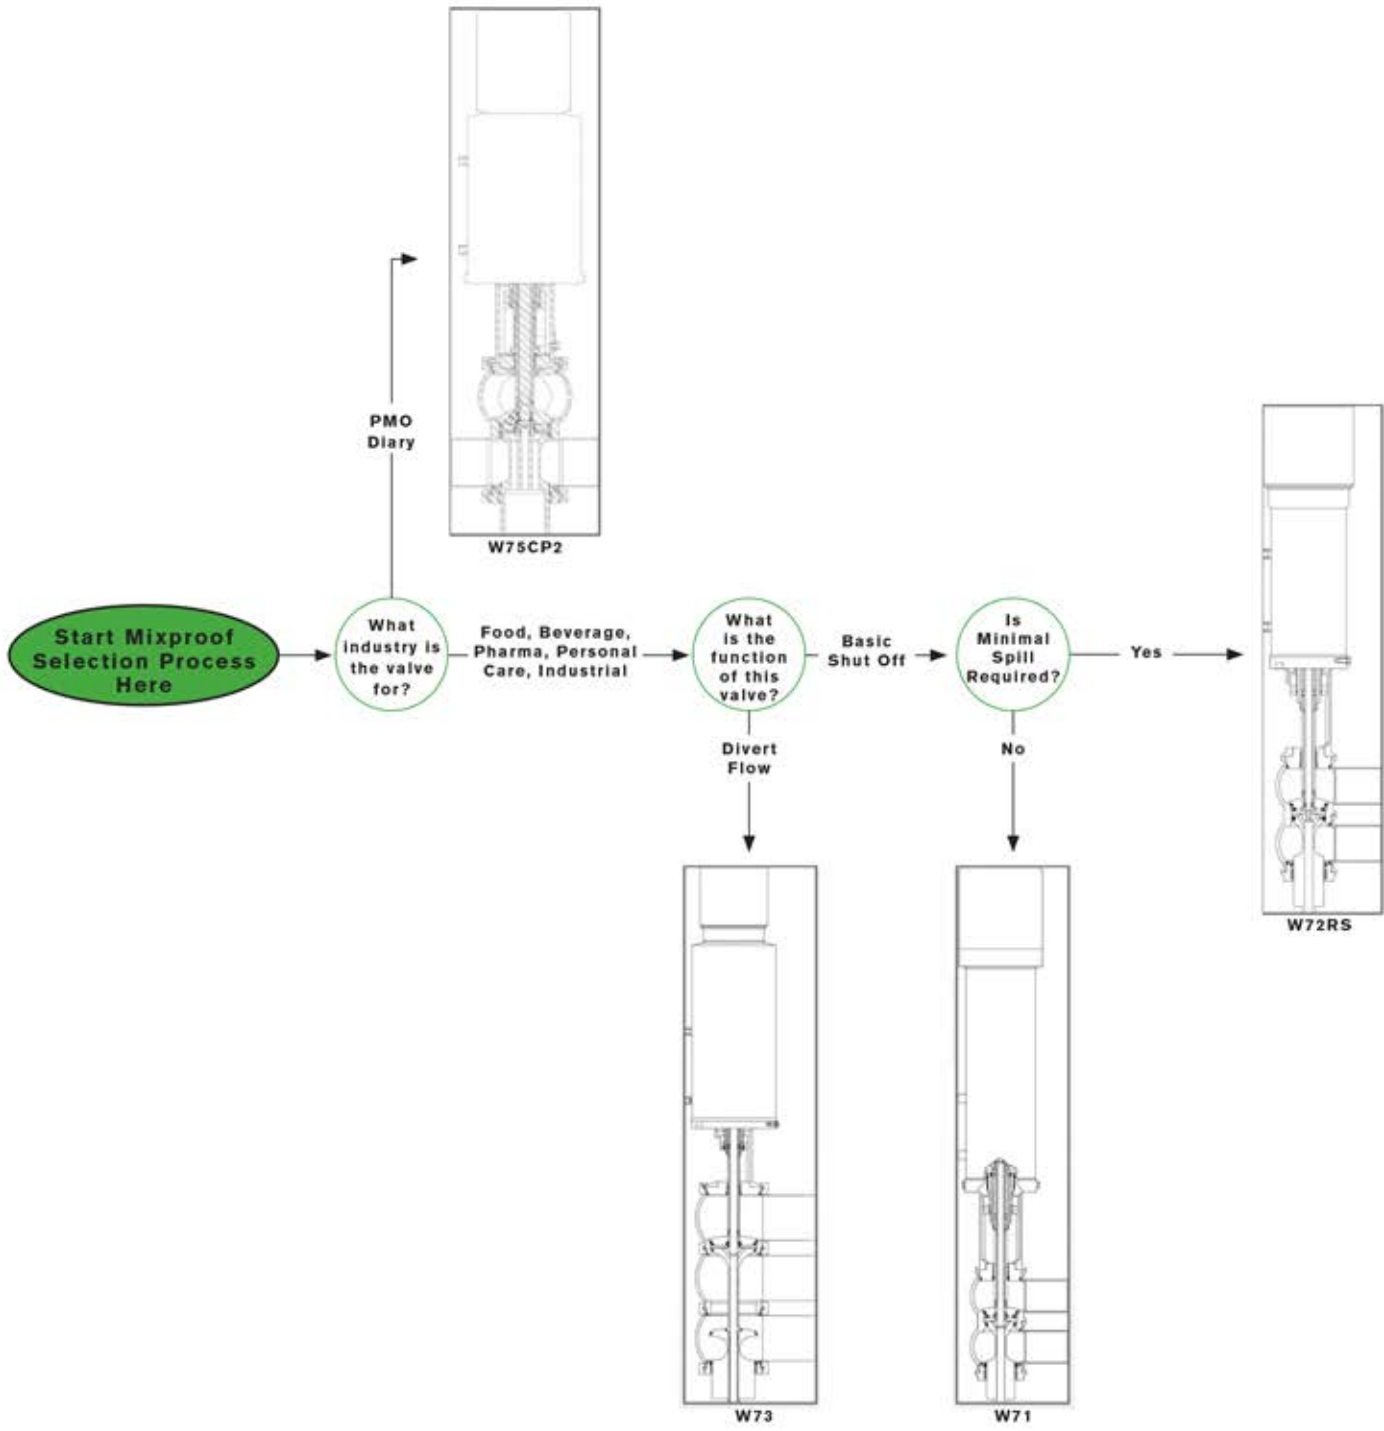 PMO
Diary
W75CP2
Start Mixproof
Selection Process
Here
What
industry is
the valve
for?
Food, Beverage,
Pharma, Personal
Care, Industrial
What
is the
function
of this
valve?
Basic
Shut Off
Is
Minimal
Spill
Required?
Yes
W72RS
Divert
Flow
No
W73
W71